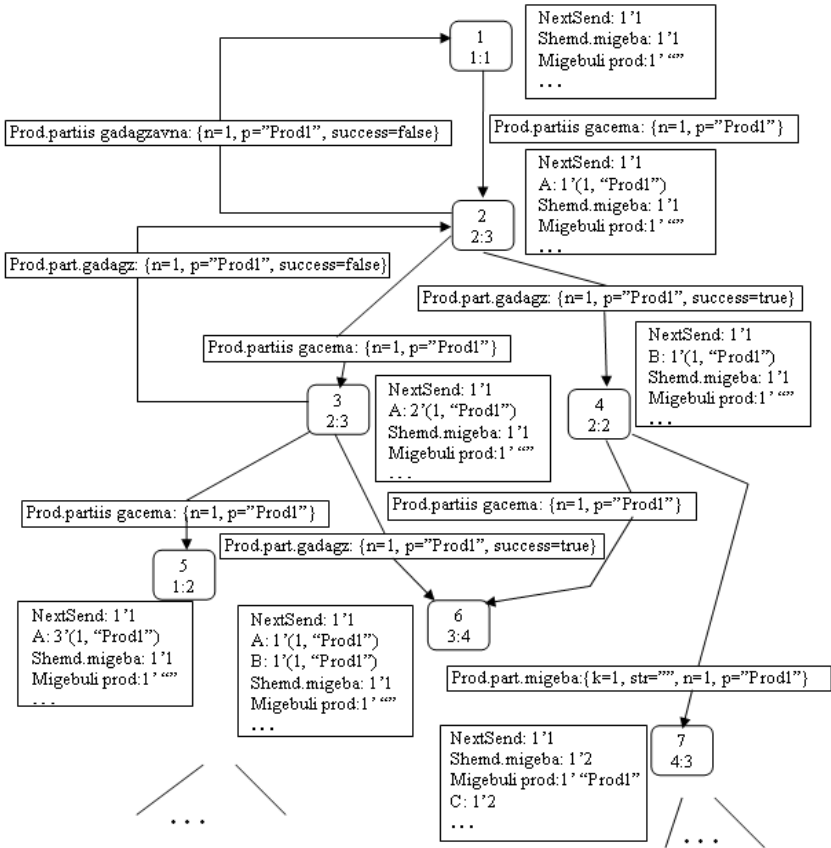 1
1:1
NextSend: 1’1
Shemd.migeba: 1’1
Migebuli prod:1’ “”
...
Prod.partiis gadagzavna: {n=1, p=”Prod1”, success=false}
Prod.partiis gacema: {n=1, p=”Prod1”}
2
2:3
NextSend: 1’1
A: 1’(1, “Prod1”)
Shemd.migeba: 1’1
Migebuli prod:1’ “”
...
Prod.part.gadagz: {n=1, p=”Prod1”, success=false}
Prod.part.gadagz: {n=1, p=”Prod1”, success=true}
Prod.partiis gacema: {n=1, p=”Prod1”}
3
2:3
NextSend: 1’1
A: 2’(1, “Prod1”)
Shemd.migeba: 1’1
Migebuli prod:1’ “”
...
4
2:2
NextSend: 1’1
B: 1’(1, “Prod1”)
Shemd.migeba: 1’1
Migebuli prod:1’ “”
...
Prod.partiis gacema: {n=1, p=”Prod1”}
Prod.partiis gacema: {n=1, p=”Prod1”}
Prod.part.gadagz: {n=1, p=”Prod1”, success=true}
5
1:2
NextSend: 1’1
A: 3’(1, “Prod1”)
Shemd.migeba: 1’1
Migebuli prod:1’ “”
...
NextSend: 1’1
A: 1’(1, “Prod1”)
B: 1’(1, “Prod1”)
Shemd.migeba: 1’1
Migebuli prod:1’ “”
...
6
3:4
Prod.part.migeba:{k=1, str=””, n=1, p=”Prod1”}
NextSend: 1’1
Shemd.migeba: 1’2
Migebuli prod:1’ “Prod1”
C: 1’2
...
7
4:3
...
...